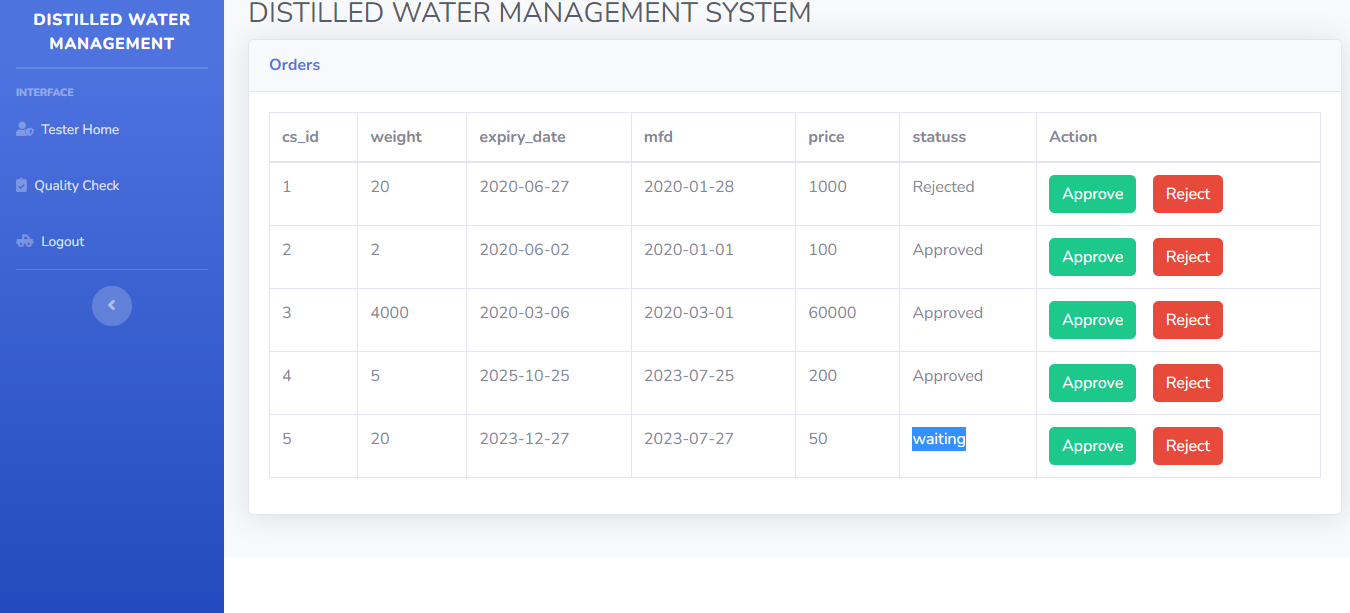 DISTILLED WATER
MANAGEMENT
INTERFACE
Tester Home
Quality Check
Logout
DISTILLED WATER MANAGEMENT SYSTEM
Orders
cs_id weight expiry_date mfd price statuss Action
1 20 2020-06-27 2020-01-28 1000 Rejected Approve Reject
2 2 2020-06-02 2020-01-01 100 Approved Approve Reject
3 4000 2020-03-06 2020-03-01 60000 Approved Approve Reject
4 5 2025-10-25 2023-07-25 200 Approved Approve Reject
5 20 2023-12-27 2023-07-27 50 waiting Approve Reject